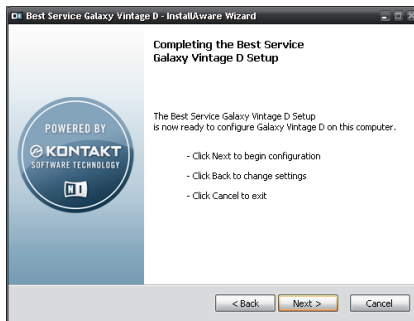 Best Service Galaxy Vintage D - InstallAware Wizard
Completing the Best Service
Galaxy Vintage D Setup
The Best Service Galaxy Vintage D Setup
is now ready to configure Galaxy Vintage D on this computer.
- Click Next to begin configuration
- Click Back to change settings
- Click Cancel to exit
POWERED BY
KONTAKT
SOFTWARE TECHNOLOGY
NI
< Back
Next >
Cancel